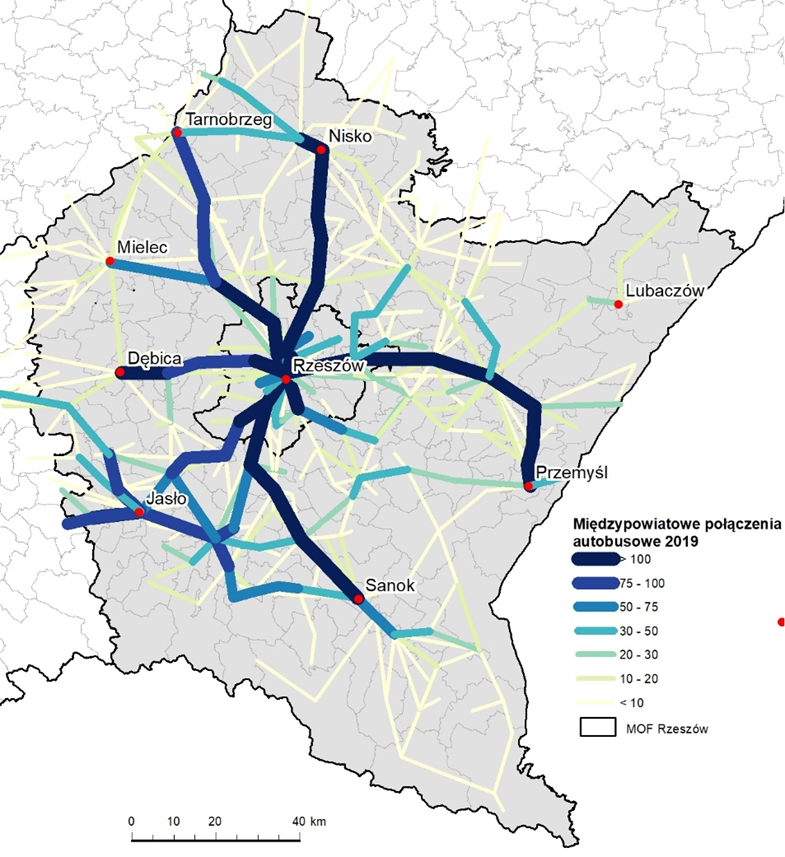 Tarnobrzeg
Nisko
Mielec
Lubaczów
Dębica
Rzeszów
Przemyśl
Jasło
Sanok
Międzypowiatowe połączenia
autobusowe 2019
> 100
75 - 100
50 - 75
30 - 50
20 - 30
10 - 20
< 10
MOF Rzeszów
0 10 20 40 km